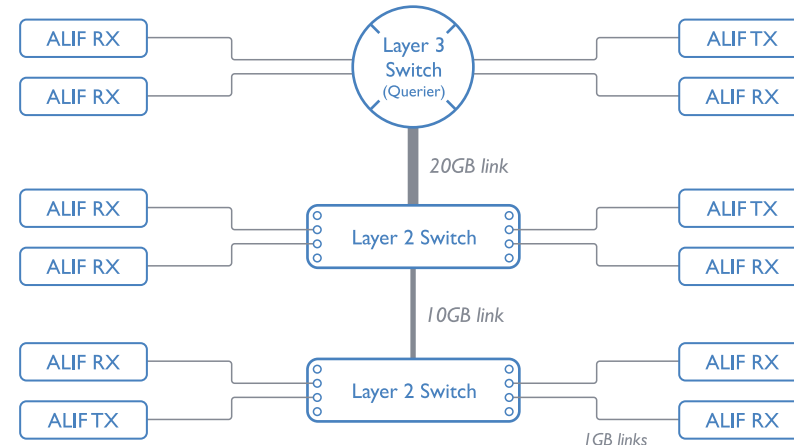 ALIF RX
Layer 3
Switch
(Querier)
ALIF TX
ALIF RX
ALIF RX
20GB link
ALIF RX
Layer 2 Switch
ALIF TX
ALIF RX
ALIF RX
10GB link
ALIF RX
Layer 2 Switch
ALIF RX
ALIF TX
ALIF RX
1GB links